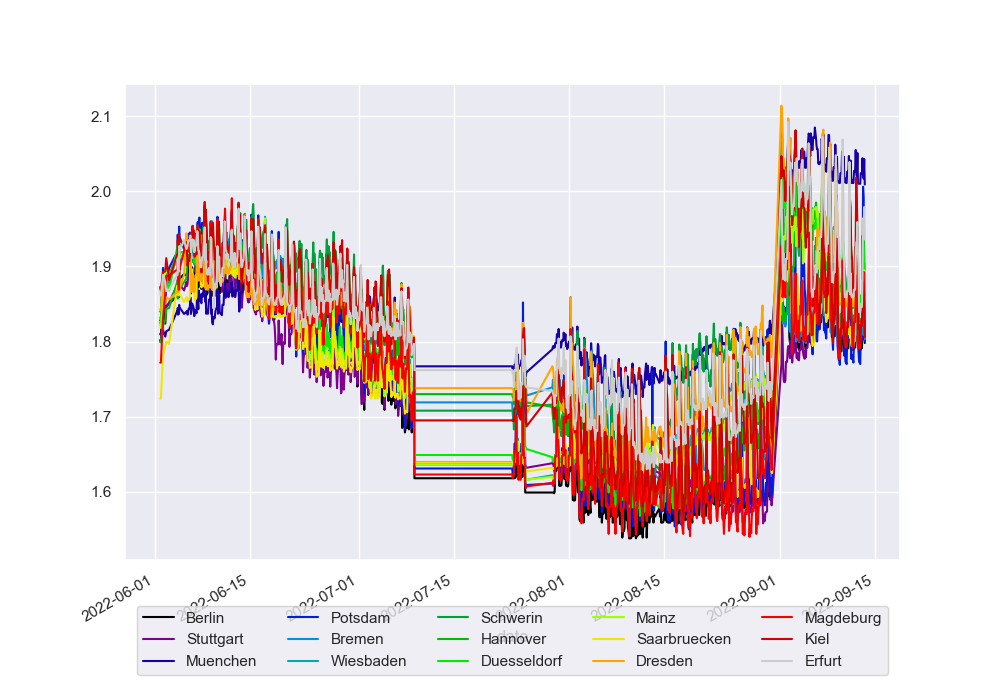 2.1
2.0
1.9
1.8
1.7
1.6
2022-06-01 2022-06-15 2022-07-01 2022-07-15 2022-08-01 2022-08-15 2022-09-01 2022-09-15
date
Berlin Potsdam Schwerin Mainz Magdeburg
Stuttgart Bremen Hannover Saarbruecken Kiel
Muenchen Wiesbaden Duesseldorf Dresden Erfurt